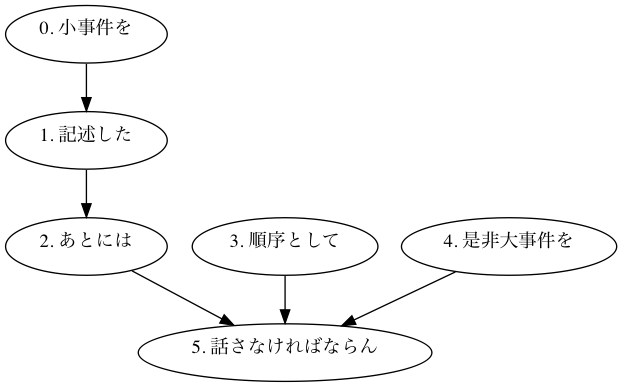 0. 小事件を
1. 記述した
2. あとには
3. 順序として
4. 是非大事件を
5. 話さなければならん